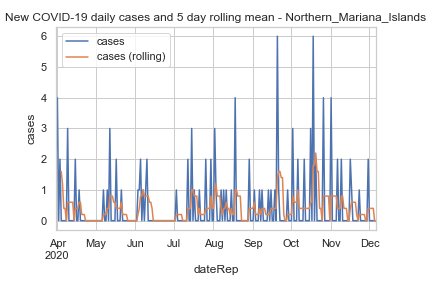 New COVID-19 daily cases and 5 day rolling mean - Northern_Mariana_Islands
cases
cases (rolling)
6
5
4
3
2
1
0
cases
Apr May Jun Jul Aug Sep Oct Nov Dec
2020
dateRep